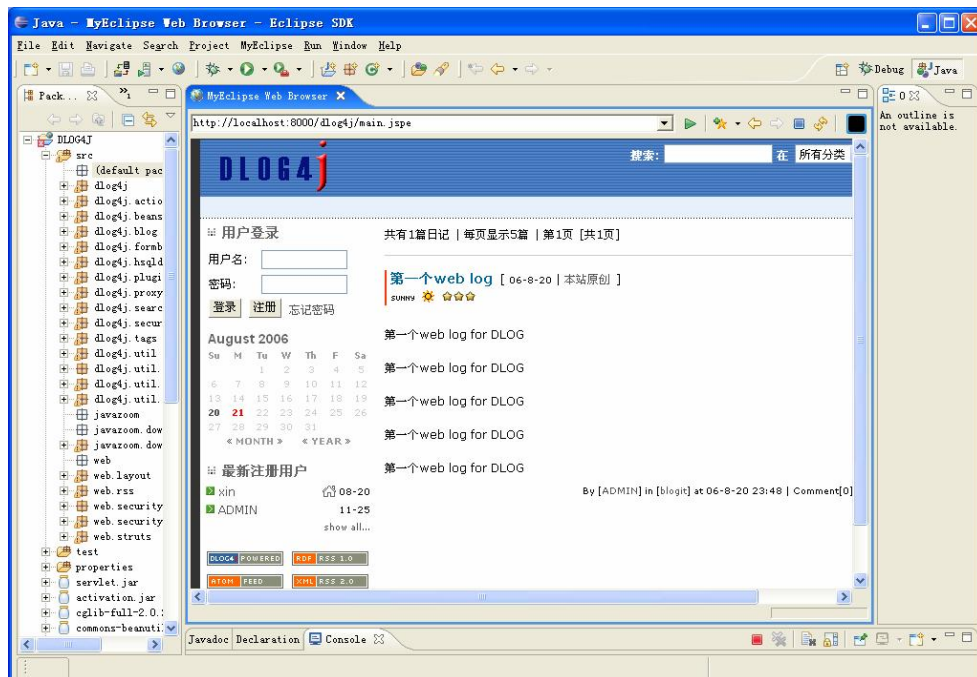 Java - MyEclipse Web Browser - Eclipse SDK
File Edit Navigate Search Project MyEclipse Run Window Help
Debug Java
Pack...
MyEclipse Web Browser
http://localhost:8000/dlog4j/main.jspe
0
An outline is
not available.
DLOG4J
src
(default pac
dlog4j
dlog4j.actio
dlog4j.beans
dlog4j.blog
dlog4j.formb
dlog4j.hsqld
dlog4j.plugi
dlog4j.proxy
dlog4j.searc
dlog4j.secur
dlog4j.tags
dlog4j.util
dlog4j.util.
dlog4j.util.
dlog4j.util.
javazoom
javazoom.dow
javazoom.dow
web
web.layout
web.rss
web.security
web.security
web.struts
test
properties
servlet.jar
activation.jar
cglib-full-2.0.
commons-beanuti
DLOG4j
搜索: 在 所有分类
用户登录
用户名:
密码:
登录 注册 忘记密码
August 2006
Su M Tu W Th F Sa
1 2 3 4 5
6 7 8 9 10 11 12
13 14 15 16 17 18 19
20 21 22 23 24 25 26
27 28 29 30 31
« MONTH » « YEAR »
最新注册用户
xin 08-20
ADMIN 11-25
show all...
DLOG4 POWERED RDF RSS 1.0
ATOM FEED XML RSS 2.0
共有1篇日记 | 每页显示5篇 | 第1页 [共1页]
第一个web log [ 06-8-20 | 本站原创 ]
SUNNY
第一个web log for DLOG
第一个web log for DLOG
第一个web log for DLOG
第一个web log for DLOG
第一个web log for DLOG
By [ADMIN] in [blogit] at 06-8-20 23:48 | Comment[0]
Javadoc Declaration Console